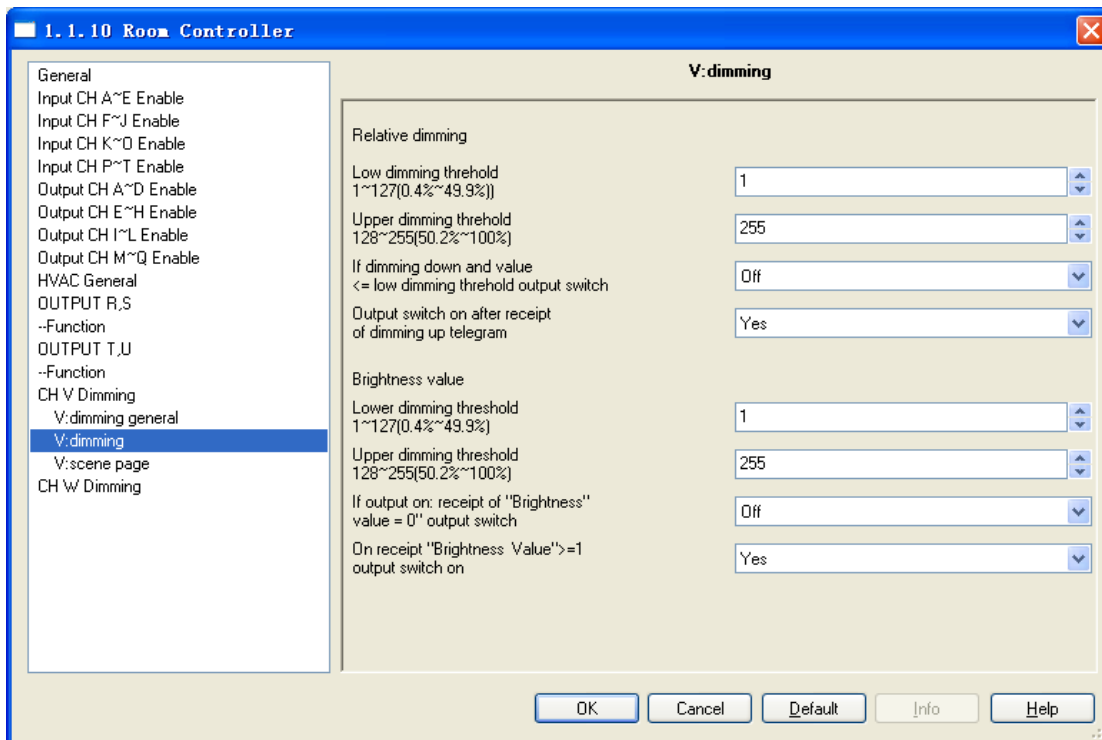 1.1.10 Room Controller
General
Input CH A~E Enable
Input CH F~J Enable
Input CH K~O Enable
Input CH P~T Enable
Output CH A~D Enable
Output CH E~H Enable
Output CH I~L Enable
Output CH M~Q Enable
HVAC General
OUTPUT R,S
--Function
OUTPUT T,U
--Function
CH V Dimming
V:dimming general
V:dimming
V:scene page
CH W Dimming
V:dimming
Relative dimming
Low dimming threhold
1~127(0.4%~49.9%))
1
Upper dimming threhold
128~255(50.2%~100%)
255
If dimming down and value
<= low dimming threhold output switch
Off
Output switch on after receipt
of dimming up telegram
Yes
Brightness value
Lower dimming threshold
1~127(0.4%~49.9%)
1
Upper dimming threshold
128~255(50.2%~100%)
255
If output on: receipt of "Brightness"
value = 0" output switch
Off
On receipt "Brightness Value">=1
output switch on
Yes
OK
Cancel
Default
Info
Help